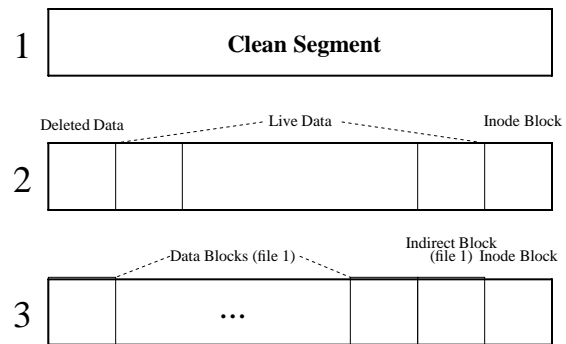 1 Clean Segment
Deleted Data Live Data Inode Block
2
Data Blocks (file 1) Indirect Block
(file 1) Inode Block
3 ...